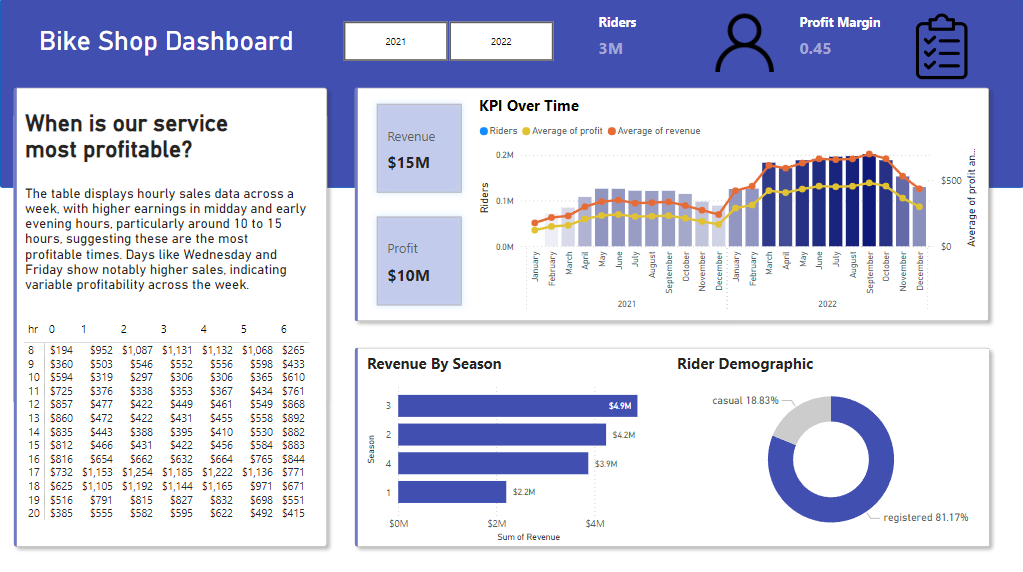 Bike Shop Dashboard
2021
2022
Riders
3M
Profit Margin
0.45
When is our service
most profitable?
The table displays hourly sales data across a
week, with higher earnings in midday and early
evening hours, particularly around 10 to 15
hours, suggesting these are the most
profitable times. Days like Wednesday and
Friday show notably higher sales, indicating
variable profitability across the week.
hr 0 1 2 3 4 5 6
8 $194 $952 $1,087 $1,131 $1,132 $1,068 $265
9 $360 $503 $546 $552 $556 $598 $433
10 $594 $319 $297 $306 $306 $365 $610
11 $725 $376 $338 $353 $367 $434 $761
12 $857 $477 $422 $449 $461 $549 $868
13 $860 $472 $422 $431 $455 $558 $892
14 $835 $443 $388 $395 $410 $530 $882
15 $812 $466 $431 $422 $456 $584 $883
16 $816 $654 $662 $632 $664 $765 $844
17 $732 $1,153 $1,254 $1,185 $1,222 $1,136 $771
18 $625 $1,105 $1,192 $1,144 $1,165 $971 $671
19 $516 $791 $815 $827 $832 $698 $551
20 $385 $555 $582 $595 $622 $492 $415
Revenue
$15M
Profit
$10M
KPI Over Time
Riders Average of profit Average of revenue
Riders
0.2M
0.1M
0.0M
$500
$0
Average of profit an...
January February March April May June July August September October November December January February March April May June July August September October November December
2021 2022
Revenue By Season
Season
3 $4.9M
2 $4.2M
4 $3.9M
1 $2.2M
$0M $2M $4M
Sum of Revenue
Rider Demographic
casual 18.83%
registered 81.17%